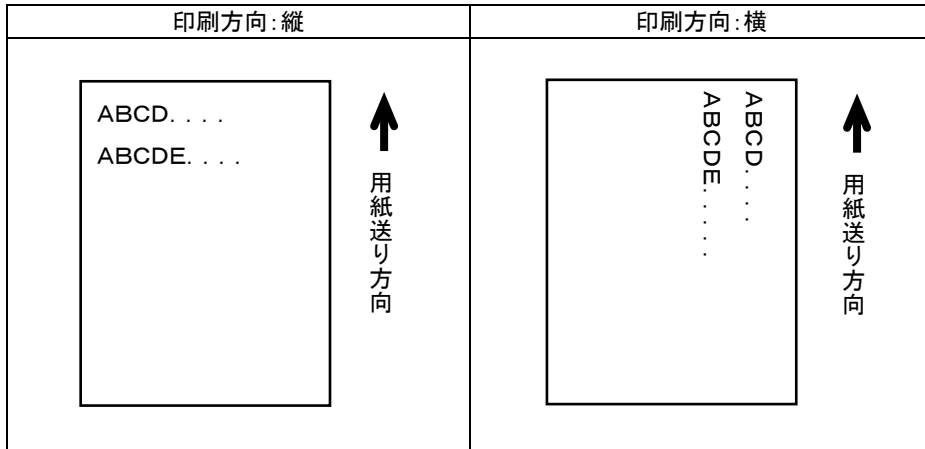 印刷方向:縦
印刷方向:横
ABCD. . . .
ABCDE. . . .
用紙送り方向
ABCD. . . .
ABCDE. . . . .
用紙送り方向